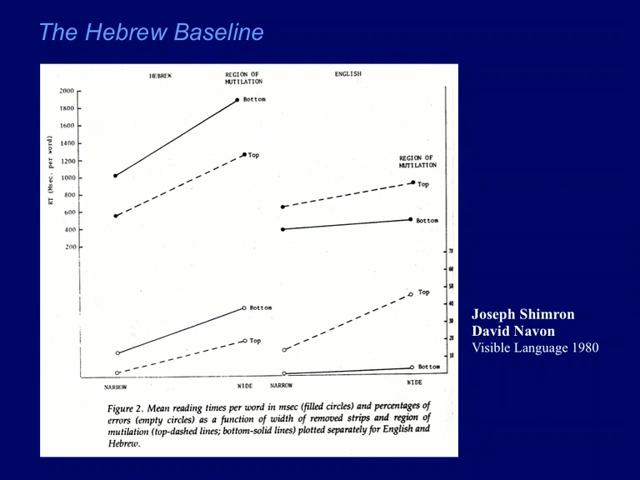 The Hebrew Baseline
HEBREW
REGION OF
MUTILATION
ENGLISH
2000
1800
1600
1400
1200
1000
800
600
400
200
RT (Msec. per word)
Bottom
Top
REGION OF
MUTILATION
Top
Bottom
70
60
50
40
30
20
10
Bottom
Top
Top
Bottom
NARROW
WIDE
NARROW
WIDE
Joseph Shimron
David Navon
Visible Language 1980
Figure 2. Mean reading times per word in msec (filled circles) and percentages of
errors (empty circles) as a function of width of removed strips and region of
mutilation (top-dashed lines; bottom-solid lines) plotted separately for English and
Hebrew.